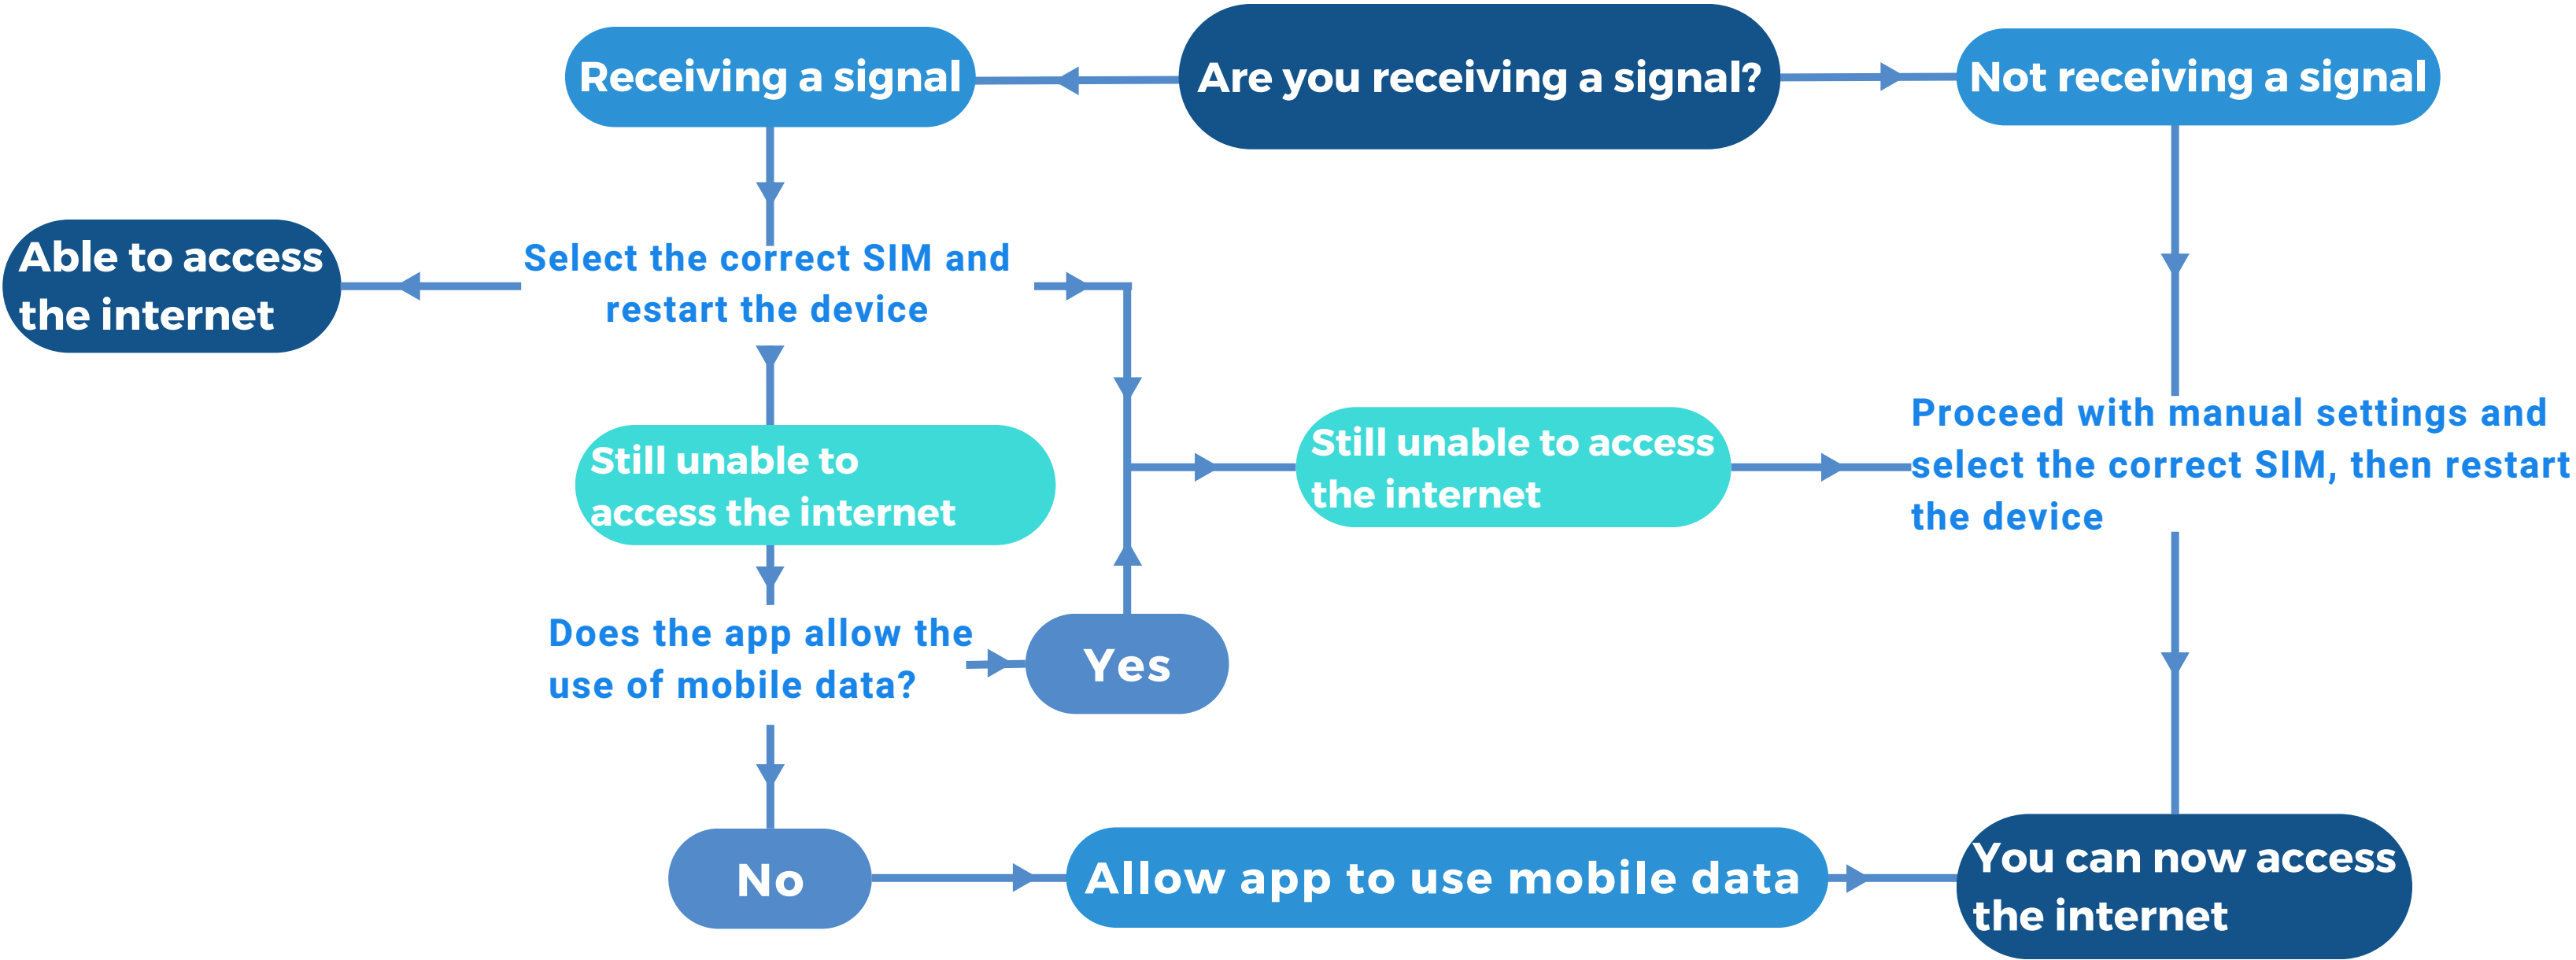 Receiving a signal
Are you receiving a signal?
Not receiving a signal
Able to access
the internet
Select the correct SIM and
restart the device
Still unable to
access the internet
Still unable to access
the internet
Proceed with manual settings and
select the correct SIM, then restart
the device
Does the app allow the
use of mobile data?
Yes
No
Allow app to use mobile data
You can now access
the internet